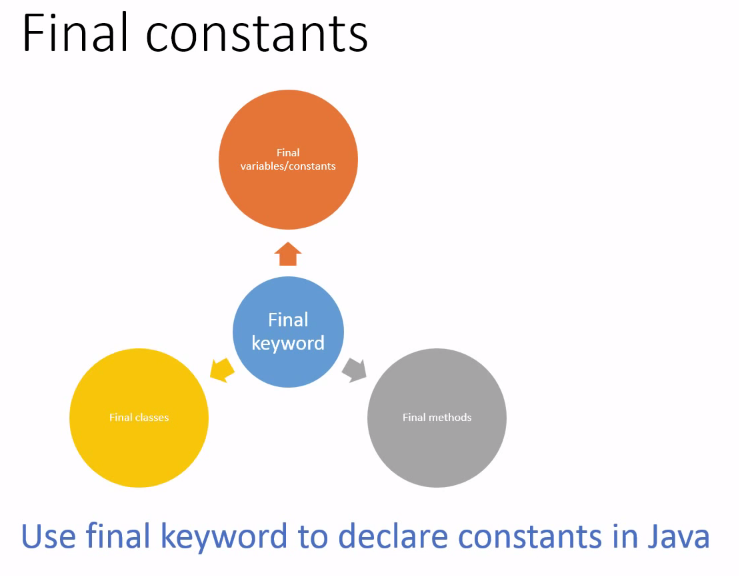 Final constants
Final
variables/constants
Final
keyword
Final classes
Final methods
Use final keyword to declare constants in Java